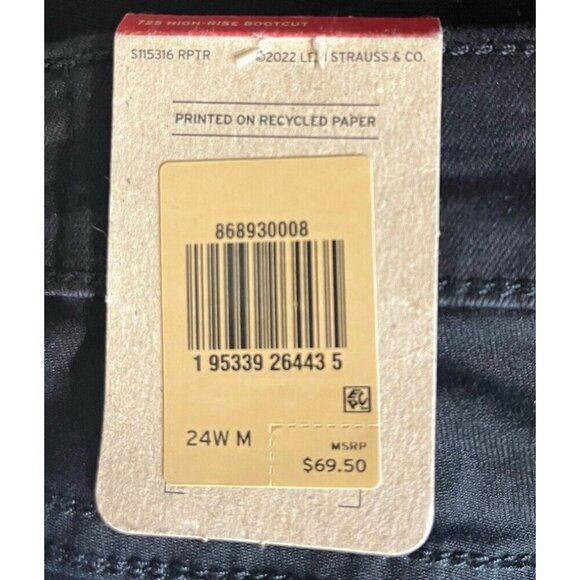 725 HIGH-RISE BOOTCUT
S115316 RPTR ©2022 LEVI STRAUSS & CO.
PRINTED ON RECYCLED PAPER
868930008
1 95339 26443 5
24W M
MSRP
$69.50